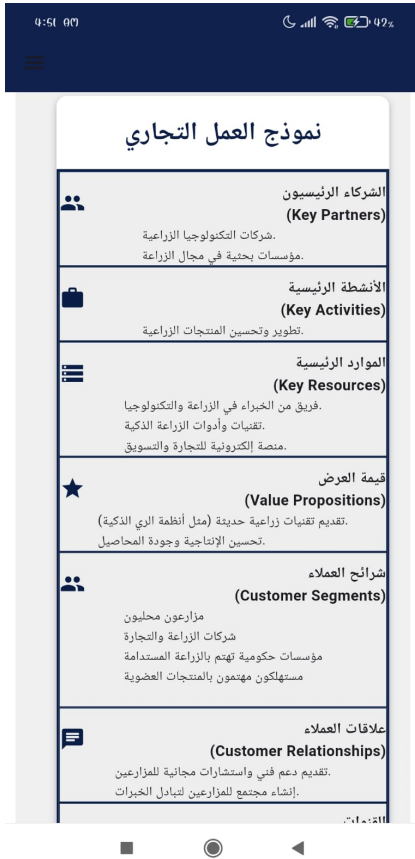 4:51 AM
42%
نموذج العمل التجاري
الشركاء الرئيسيون
(Key Partners)
شركات التكنولوجيا الزراعية.
مؤسسات بحثية في مجال الزراعة.
الأنشطة الرئيسية
(Key Activities)
تطوير وتحسين المنتجات الزراعية.
الموارد الرئيسية
(Key Resources)
فريق من الخبراء في الزراعة والتكنولوجيا.
تقنيات وأدوات الزراعة الذكية.
منصة إلكترونية للتجارة والتسويق.
قيمة العرض
(Value Propositions)
تقديم تقنيات زراعية حديثة (مثل أنظمة الري الذكية).
تحسين الإنتاجية وجودة المحاصيل.
شرائح العملاء
(Customer Segments)
مزارعون محليون
شركات الزراعة والتجارة
مؤسسات حكومية تهتم بالزراعة المستدامة
مستهلكون مهتمون بالمنتجات العضوية
علاقات العملاء
(Customer Relationships)
تقديم دعم فني واستشارات مجانية للمزارعين.
إنشاء مجتمع للمزارعين لتبادل الخبرات.
القنوات